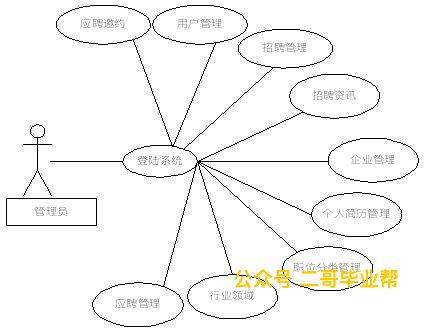 应聘邀约
用户管理
招聘管理
招聘资讯
登陆系统
企业管理
管理员
个人简历管理
职位分类管理
公众号 二哥毕业帮
应聘管理
行业领域